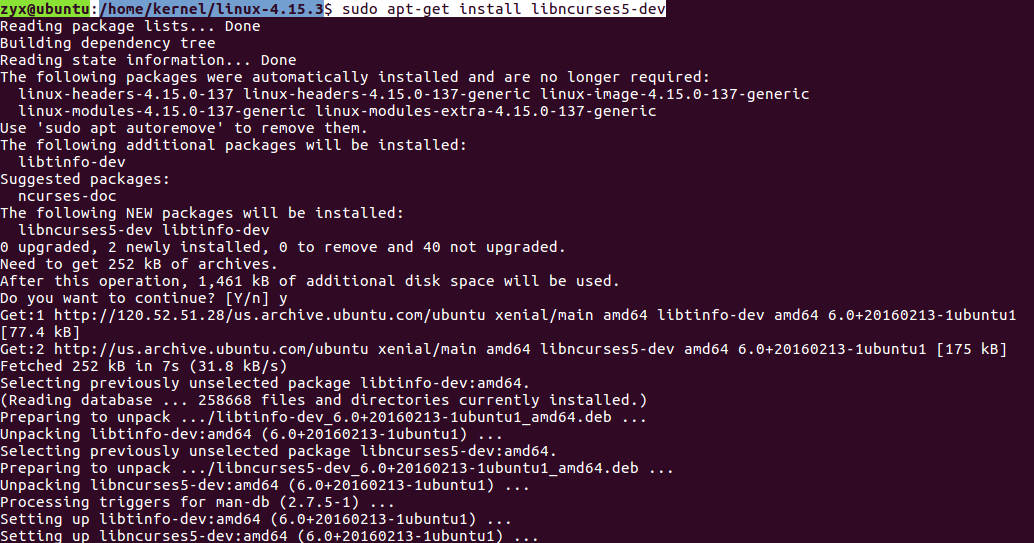 zyx@ubuntu:/home/kernel/linux-4.15.3$ sudo apt-get install libncurses5-dev
Reading package lists... Done
Building dependency tree
Reading state information... Done
The following packages were automatically installed and are no longer required:
  linux-headers-4.15.0-137 linux-headers-4.15.0-137-generic linux-image-4.15.0-137-generic
  linux-modules-4.15.0-137-generic linux-modules-extra-4.15.0-137-generic
Use 'sudo apt autoremove' to remove them.
The following additional packages will be installed:
  libtinfo-dev
Suggested packages:
  ncurses-doc
The following NEW packages will be installed:
  libncurses5-dev libtinfo-dev
0 upgraded, 2 newly installed, 0 to remove and 40 not upgraded.
Need to get 252 kB of archives.
After this operation, 1,461 kB of additional disk space will be used.
Do you want to continue? [Y/n] y
Get:1 http://120.52.51.28/us.archive.ubuntu.com/ubuntu xenial/main amd64 libtinfo-dev amd64 6.0+20160213-1ubuntu1
[77.4 kB]
Get:2 http://us.archive.ubuntu.com/ubuntu xenial/main amd64 libncurses5-dev amd64 6.0+20160213-1ubuntu1 [175 kB]
Fetched 252 kB in 7s (31.8 kB/s)
Selecting previously unselected package libtinfo-dev:amd64.
(Reading database ... 258668 files and directories currently installed.)
Preparing to unpack .../libtinfo-dev_6.0+20160213-1ubuntu1_amd64.deb ...
Unpacking libtinfo-dev:amd64 (6.0+20160213-1ubuntu1) ...
Selecting previously unselected package libncurses5-dev:amd64.
Preparing to unpack .../libncurses5-dev_6.0+20160213-1ubuntu1_amd64.deb ...
Unpacking libncurses5-dev:amd64 (6.0+20160213-1ubuntu1) ...
Processing triggers for man-db (2.7.5-1) ...
Setting up libtinfo-dev:amd64 (6.0+20160213-1ubuntu1) ...
Setting up libncurses5-dev:amd64 (6.0+20160213-1ubuntu1) ...